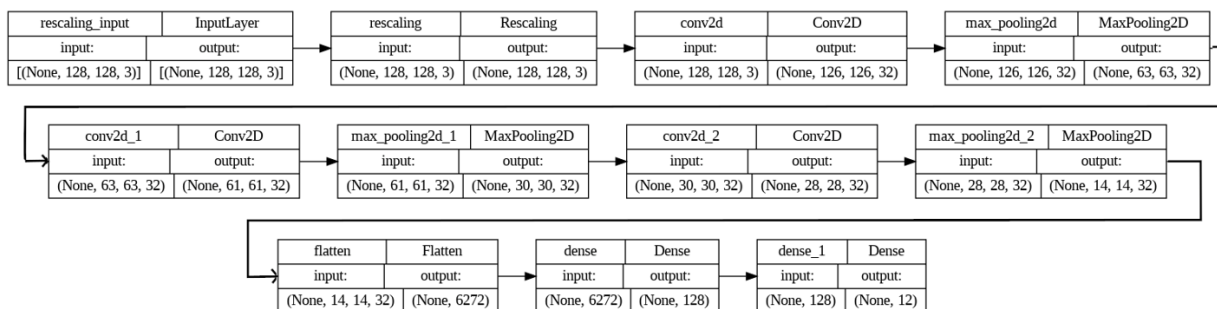 rescaling_input InputLayer rescaling Rescaling conv2d Conv2D max_pooling2d MaxPooling2D
input: output: input: output: input: output: input: output:
[(None, 128, 128, 3)] [(None, 128, 128, 3)] (None, 128, 128, 3) (None, 128, 128, 3) (None, 128, 128, 3) (None, 126, 126, 32) (None, 126, 126, 32) (None, 63, 63, 32)
conv2d_1 Conv2D max_pooling2d_1 MaxPooling2D conv2d_2 Conv2D max_pooling2d_2 MaxPooling2D
input: output: input: output: input: output: input: output:
(None, 63, 63, 32) (None, 61, 61, 32) (None, 61, 61, 32) (None, 30, 30, 32) (None, 30, 30, 32) (None, 28, 28, 32) (None, 28, 28, 32) (None, 14, 14, 32)
flatten Flatten dense Dense dense_1 Dense
input: output: input: output: input: output:
(None, 14, 14, 32) (None, 6272) (None, 6272) (None, 128) (None, 128) (None, 12)